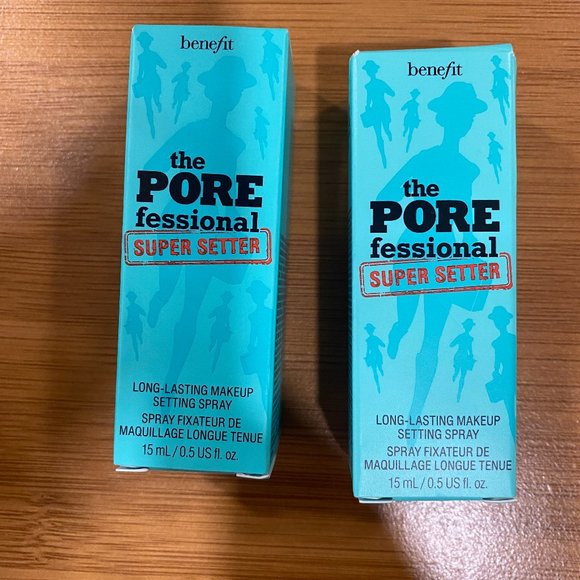 benefit
the
PORE
fessional
SUPER SETTER
LONG-LASTING MAKEUP
SETTING SPRAY
SPRAY FIXATEUR DE
MAQUILLAGE LONGUE TENUE
15 mL / 0.5 US fl. oz.
benefit
the
PORE
fessional
SUPER SETTER
LONG-LASTING MAKEUP
SETTING SPRAY
SPRAY FIXATEUR DE
MAQUILLAGE LONGUE TENUE
15 mL / 0.5 US fl. oz.